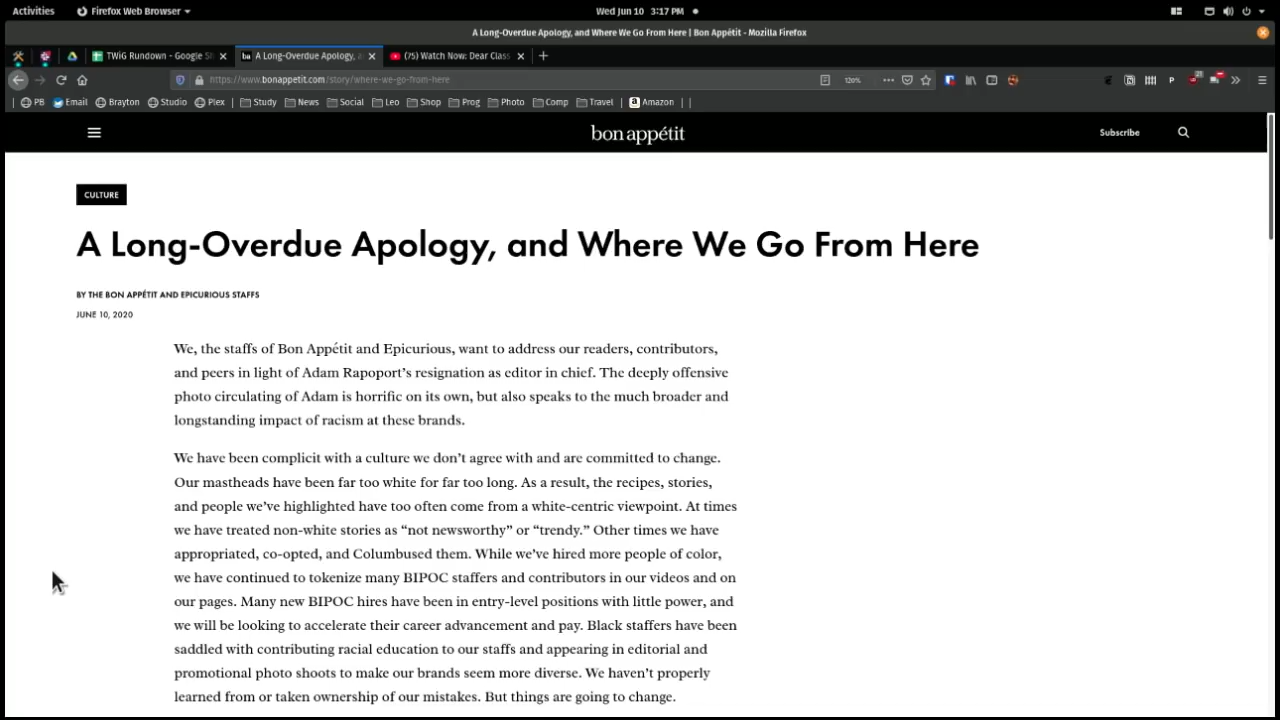 Activities
Firefox Web Browser
Wed Jun 10 3:17 PM
A Long-Overdue Apology, and Where We Go From Here | Bon Appétit - Mozilla Firefox
TWiG Rundown - Google Sh
A Long-Overdue Apology, a
(75) Watch Now: Dear Class
https://www.bonappetit.com/story/where-we-go-from-here
120%
PB
Email
Brayton
Studio
Plex
Study
News
Social
Leo
Shop
Prog
Photo
Comp
Travel
Amazon
bon appétit
Subscribe
CULTURE
A Long-Overdue Apology, and Where We Go From Here
BY THE BON APPÉTIT AND EPICURIOUS STAFFS
JUNE 10, 2020
We, the staffs of Bon Appétit and Epicurious, want to address our readers, contributors,
and peers in light of Adam Rapoport’s resignation as editor in chief. The deeply offensive
photo circulating of Adam is horrific on its own, but also speaks to the much broader and
longstanding impact of racism at these brands.
We have been complicit with a culture we don’t agree with and are committed to change.
Our mastheads have been far too white for far too long. As a result, the recipes, stories,
and people we’ve highlighted have too often come from a white-centric viewpoint. At times
we have treated non-white stories as “not newsworthy” or “trendy.” Other times we have
appropriated, co-opted, and Columbused them. While we’ve hired more people of color,
we have continued to tokenize many BIPOC staffers and contributors in our videos and on
our pages. Many new BIPOC hires have been in entry-level positions with little power, and
we will be looking to accelerate their career advancement and pay. Black staffers have been
saddled with contributing racial education to our staffs and appearing in editorial and
promotional photo shoots to make our brands seem more diverse. We haven’t properly
learned from or taken ownership of our mistakes. But things are going to change.